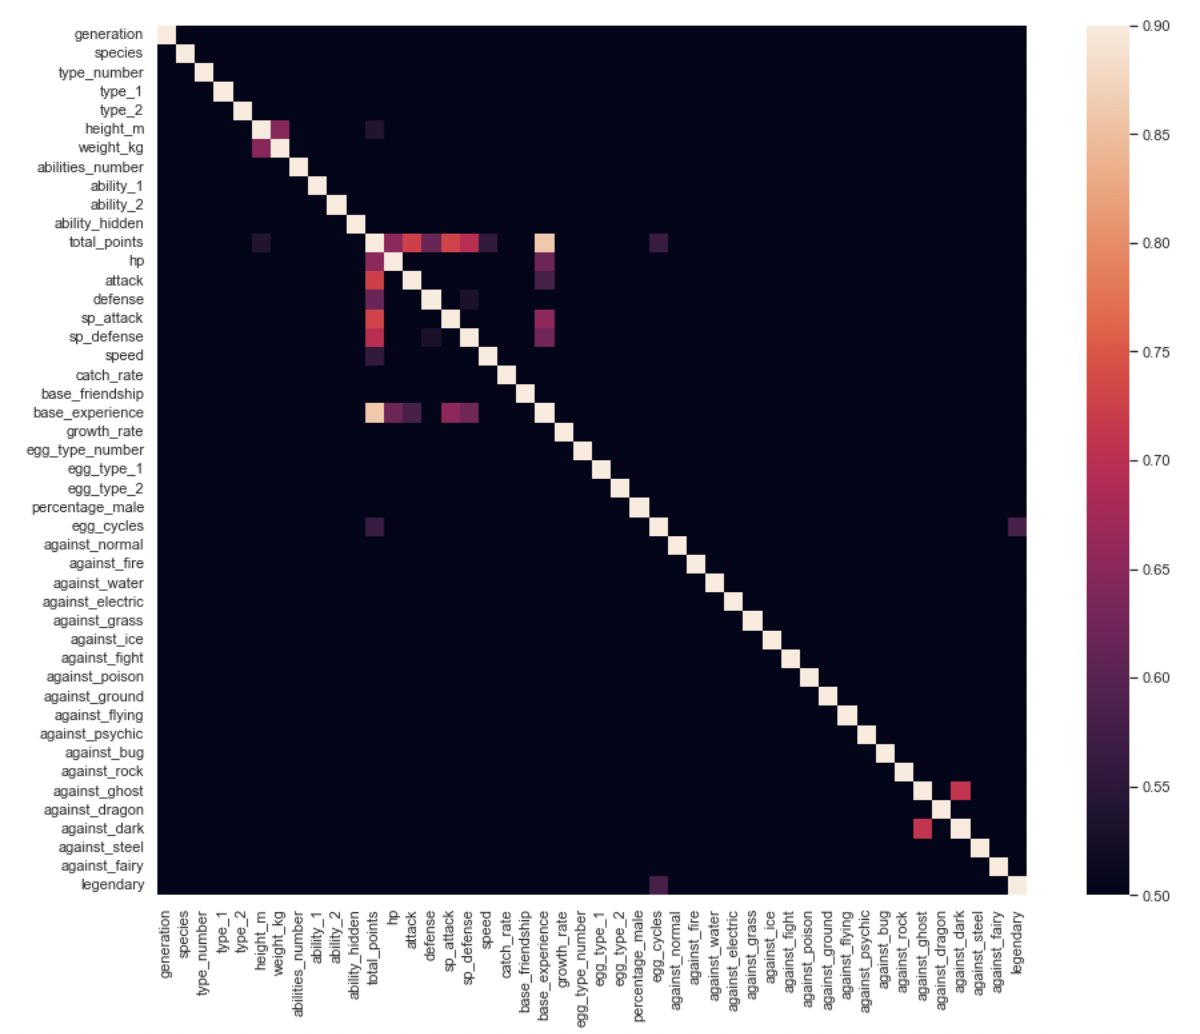 generation
species
type_number
type_1
type_2
height_m
weight_kg
abilities_number
ability_1
ability_2
ability_hidden
total_points
hp
attack
defense
sp_attack
sp_defense
speed
catch_rate
base_friendship
base_experience
growth_rate
egg_type_number
egg_type_1
egg_type_2
percentage_male
egg_cycles
against_normal
against_fire
against_water
against_electric
against_grass
against_ice
against_fight
against_poison
against_ground
against_flying
against_psychic
against_bug
against_rock
against_ghost
against_dragon
against_dark
against_steel
against_fairy
legendary
generation
species
type_number
type_1
type_2
height_m
weight_kg
abilities_number
ability_1
ability_2
ability_hidden
total_points
hp
attack
defense
sp_attack
sp_defense
speed
catch_rate
base_friendship
base_experience
growth_rate
egg_type_number
egg_type_1
egg_type_2
percentage_male
egg_cycles
against_normal
against_fire
against_water
against_electric
against_grass
against_ice
against_fight
against_poison
against_ground
against_flying
against_psychic
against_bug
against_rock
against_ghost
against_dragon
against_dark
against_steel
against_fairy
legendary
0.90
0.85
0.80
0.75
0.70
0.65
0.60
0.55
0.50